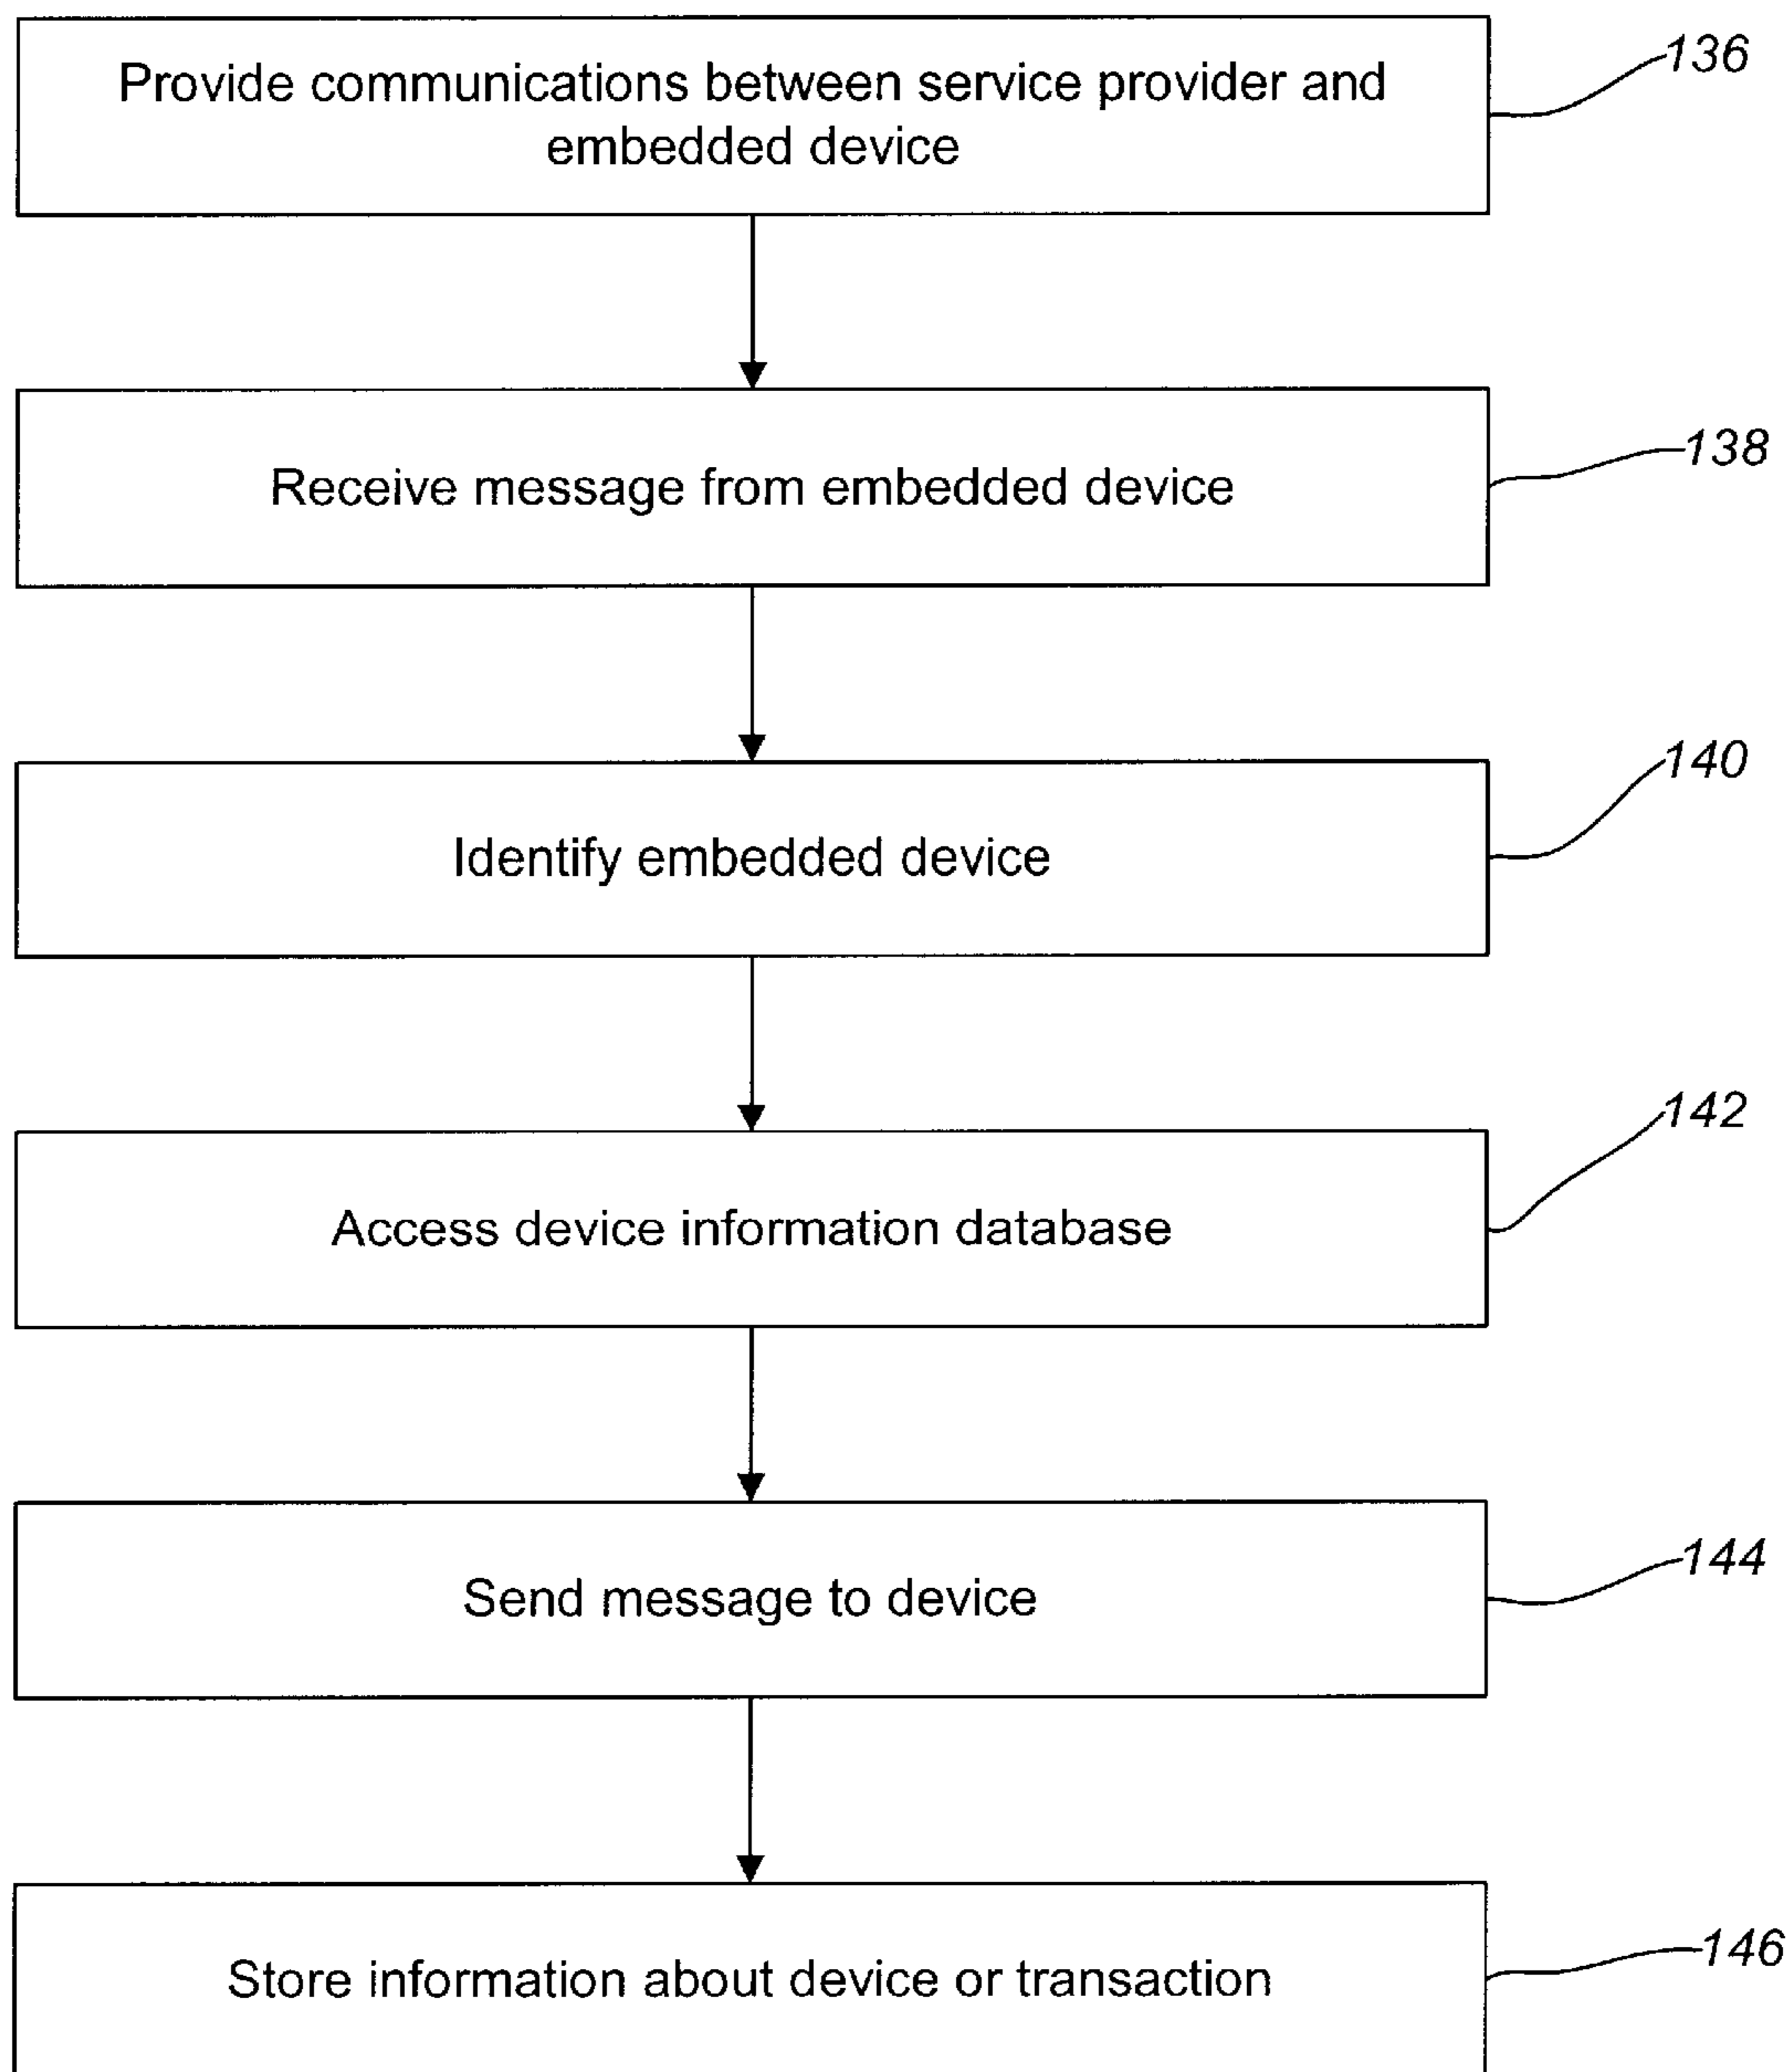 Provide communications between service provider and
embedded device
136
Receive message from embedded device
138
Identify embedded device
140
Access device information database
142
Send message to device
144
Store information about device or transaction
146